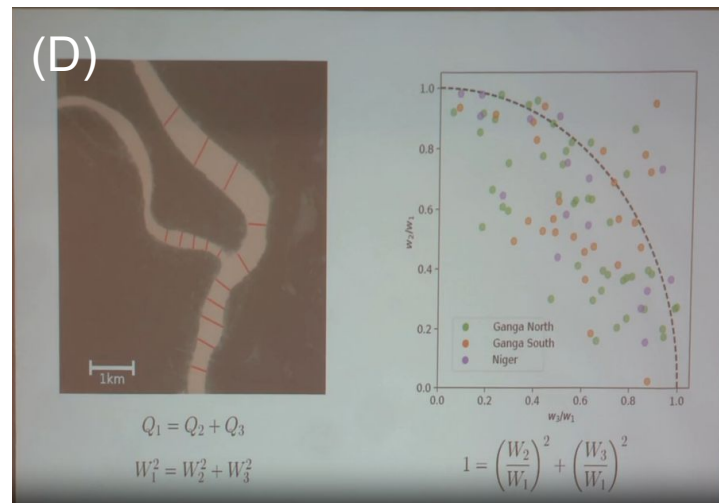 (D)
1km
Q₁ = Q₂ + Q₃
W₁² = W₂² + W₃²
w₂/w₁
1.0
0.8
0.6
0.4
0.2
0.0
Ganga North
Ganga South
Niger
0.0 0.2 0.4 0.6 0.8 1.0
w₃/w₁
1 = (W₂/W₁)² + (W₃/W₁)²